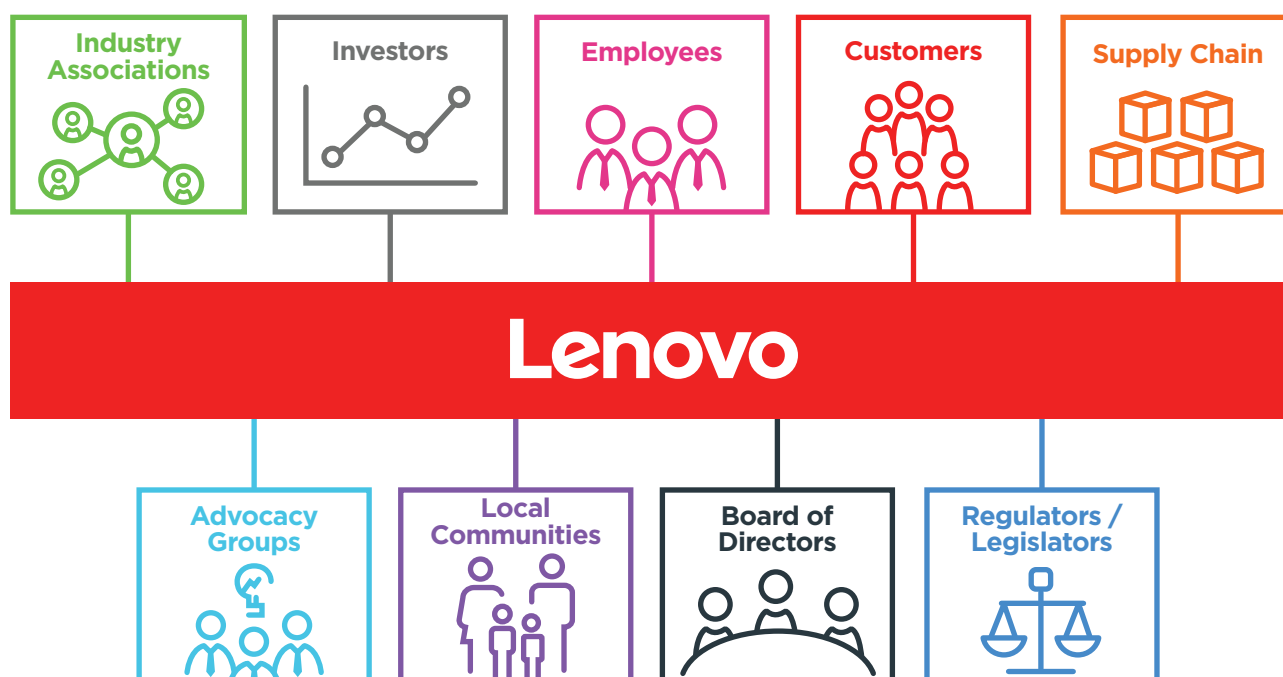 Industry
Associations
Investors
Employees
Customers
Supply Chain
Lenovo
Advocacy
Groups
Local
Communities
Board of
Directors
Regulators /
Legislators